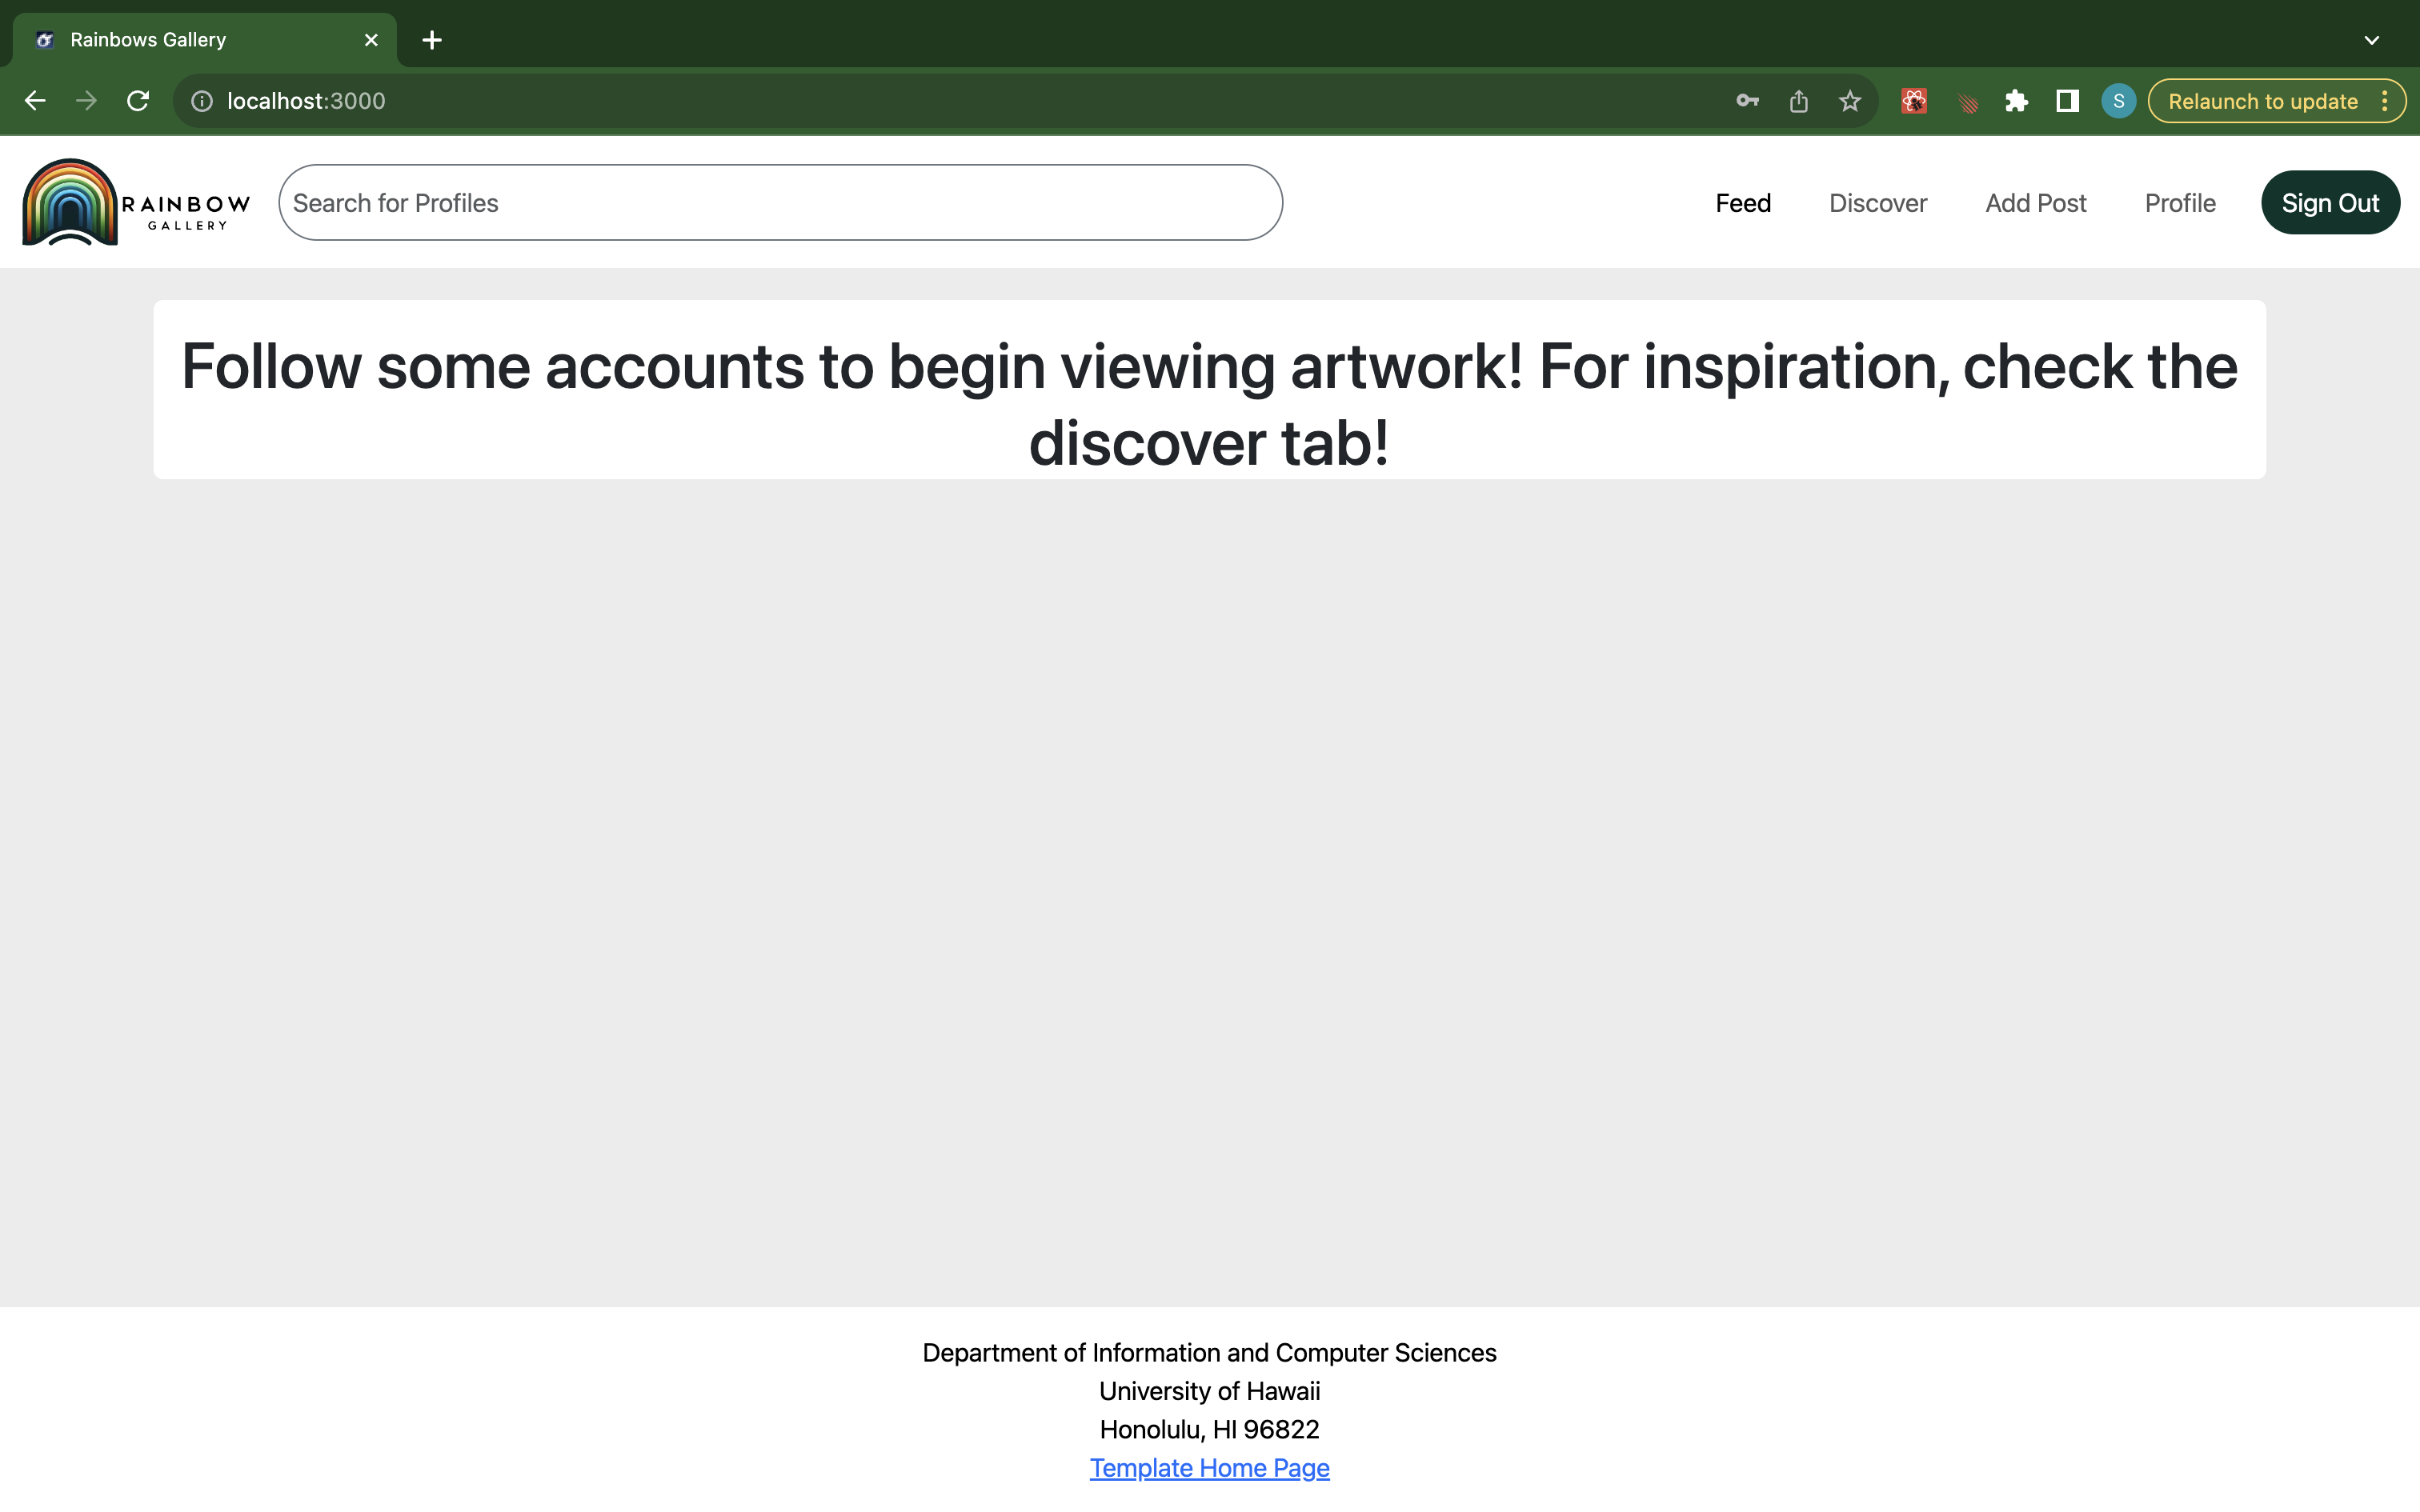 Rainbows Gallery
localhost:3000
S
Relaunch to update
RAINBOW
GALLERY
Search for Profiles
Feed
Discover
Add Post
Profile
Sign Out
Follow some accounts to begin viewing artwork! For inspiration, check the
discover tab!
Department of Information and Computer Sciences
University of Hawaii
Honolulu, HI 96822
Template Home Page